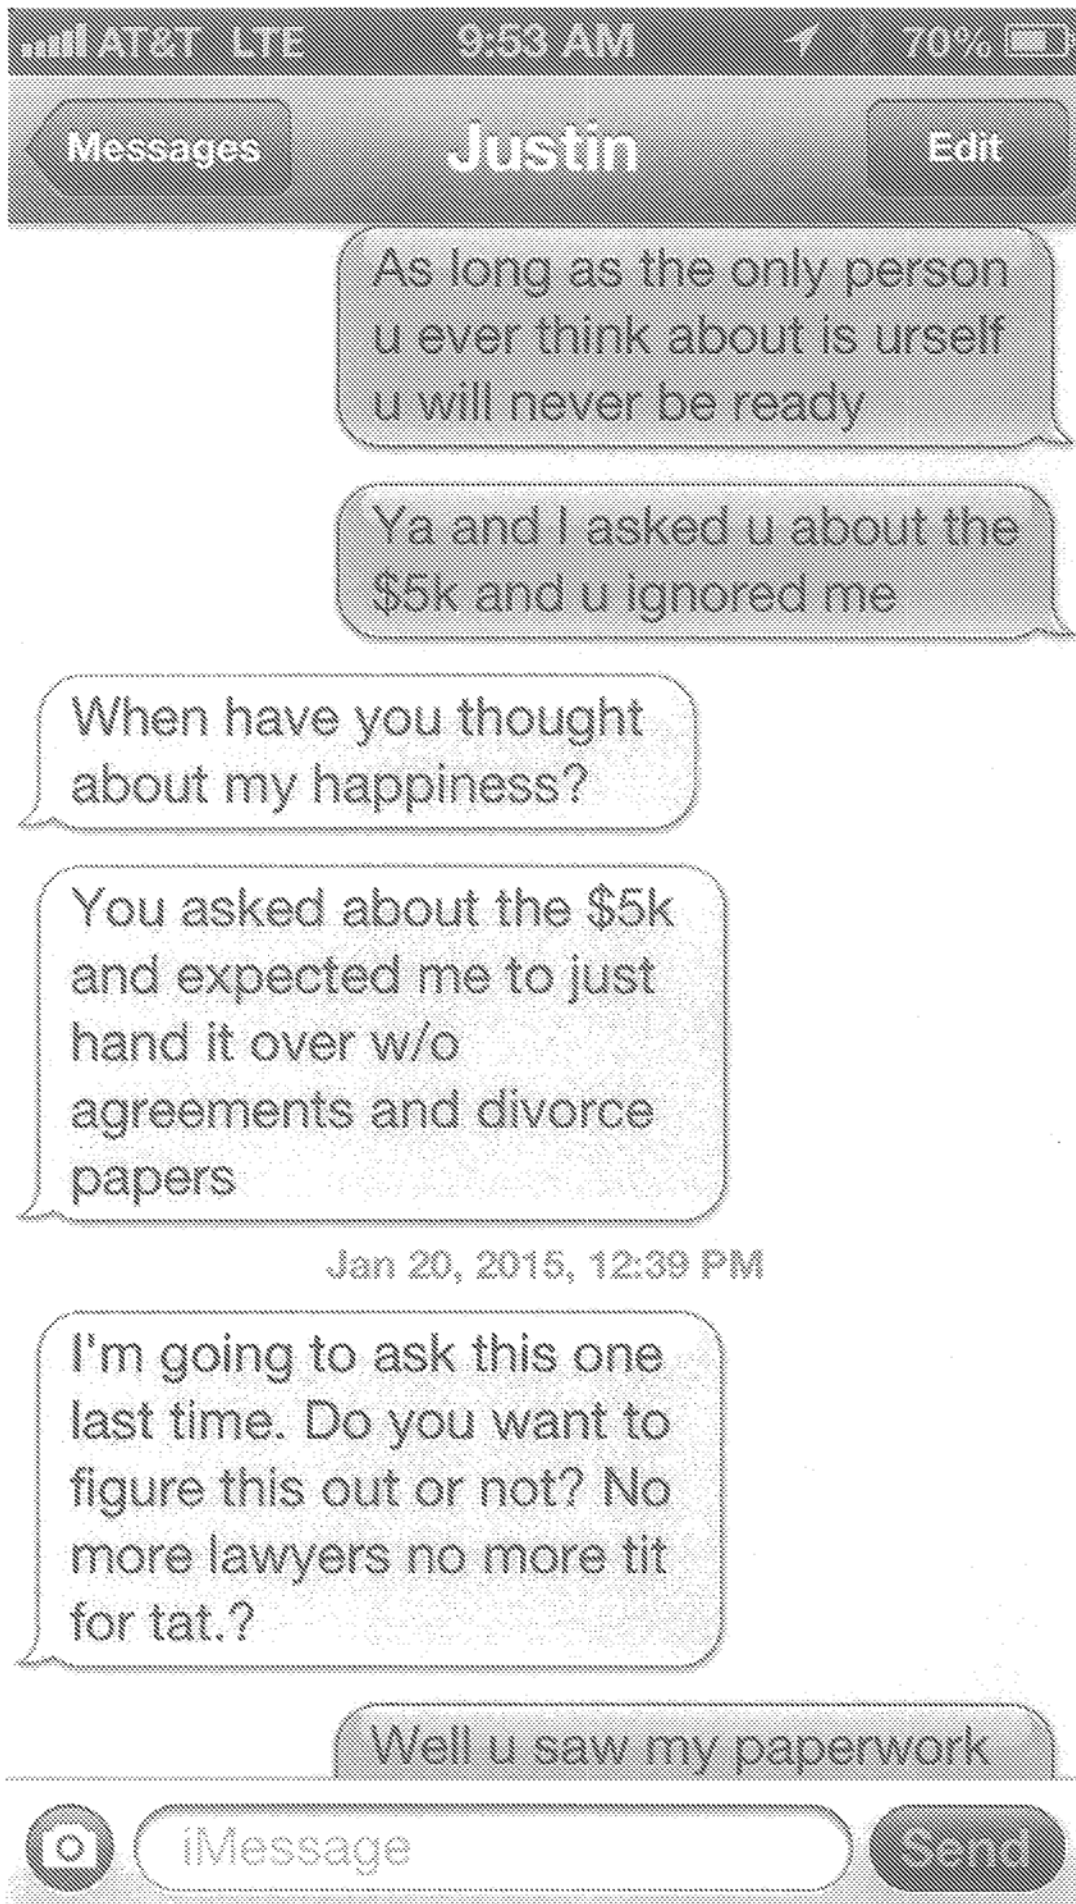 AT&T LTE 9:53 AM 70%
Messages Justin Edit
As long as the only person
u ever think about is urself
u will never be ready
Ya and I asked u about the
$5k and u ignored me
When have you thought
about my happiness?
You asked about the $5k
and expected me to just
hand it over w/o
agreements and divorce
papers
Jan 20, 2015, 12:39 PM
I'm going to ask this one
last time. Do you want to
figure this out or not? No
more lawyers no more tit
for tat.?
Well u saw my paperwork
iMessage Send